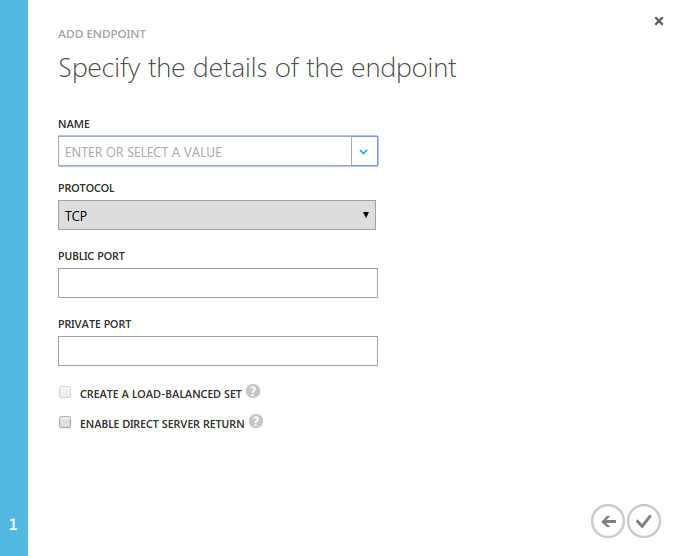 ADD ENDPOINT
Specify the details of the endpoint
NAME
ENTER OR SELECT A VALUE
PROTOCOL
TCP
PUBLIC PORT
PRIVATE PORT
CREATE A LOAD-BALANCED SET ?
ENABLE DIRECT SERVER RETURN ?
1